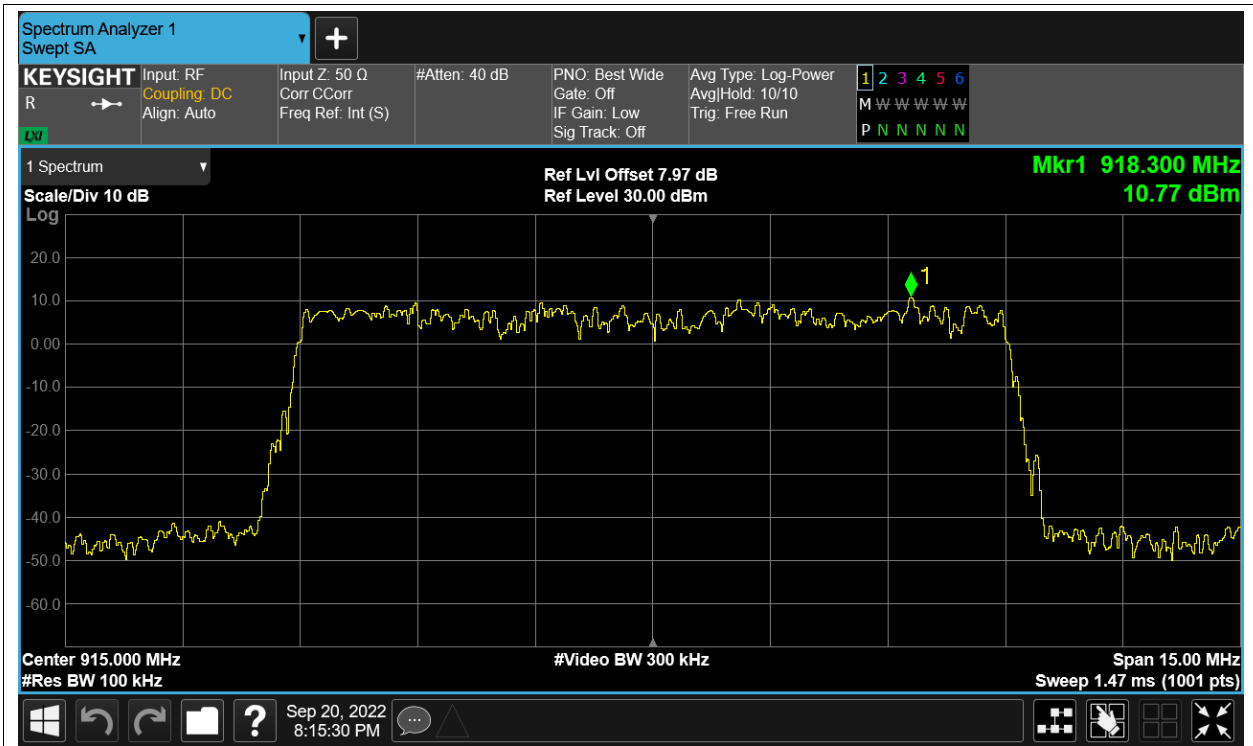 Spectrum Analyzer 1
Swept SA
KEYSIGHT
R
LXI
Input: RF
Coupling: DC
Align: Auto
Input Z: 50 Ω
Corr CCorr
Freq Ref: Int (S)
#Atten: 40 dB
PNO: Best Wide
Gate: Off
IF Gain: Low
Sig Track: Off
Avg Type: Log-Power
Avg|Hold: 10/10
Trig: Free Run
1 2 3 4 5 6
M W W W W W
P N N N N N
1 Spectrum
Scale/Div 10 dB
Ref Lvl Offset 7.97 dB
Ref Level 30.00 dBm
Mkr1 918.300 MHz
10.77 dBm
Log
20.0
10.0
0.00
-10.0
-20.0
-30.0
-40.0
-50.0
-60.0
1
Center 915.000 MHz
#Res BW 100 kHz
#Video BW 300 kHz
Span 15.00 MHz
Sweep 1.47 ms (1001 pts)
?
Sep 20, 2022
8:15:30 PM